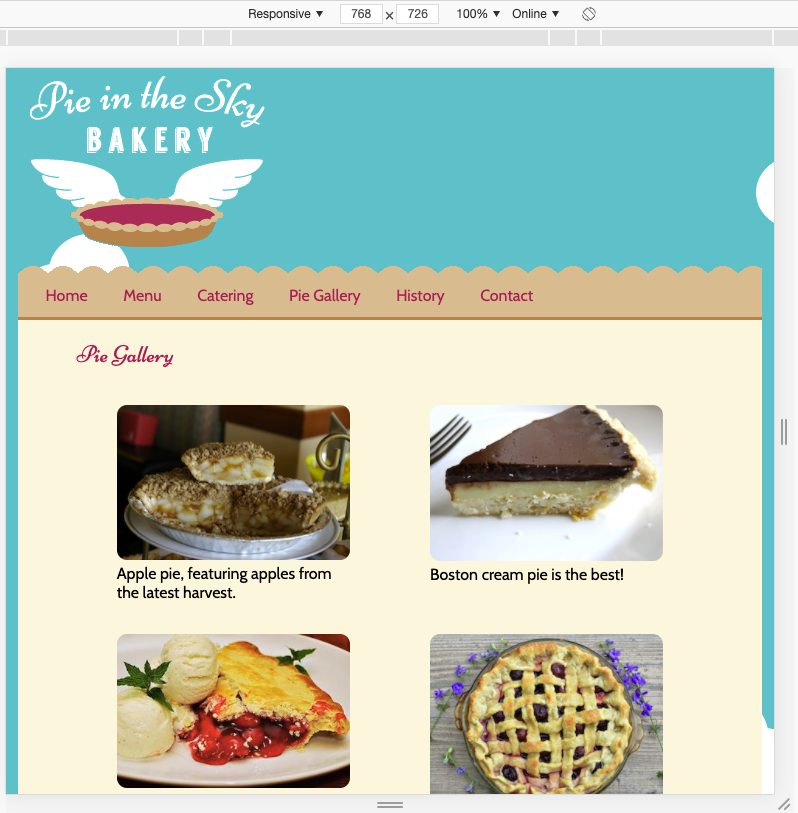 Responsive ▼ 768 × 726 100% ▼ Online ▼
Pie in the Sky
BAKERY
Home Menu Catering Pie Gallery History Contact
Pie Gallery
Apple pie, featuring apples from
the latest harvest.
Boston cream pie is the best!